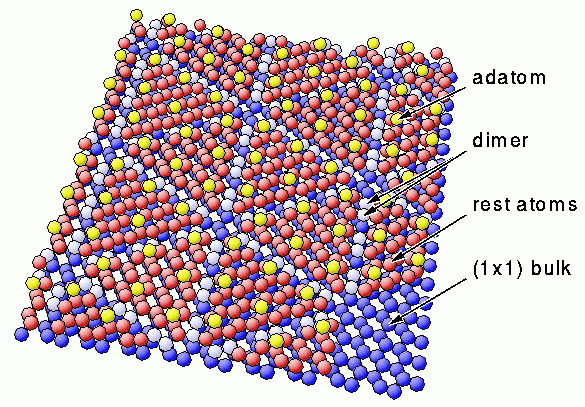 adatom
dimer
rest atoms
(1x1) bulk